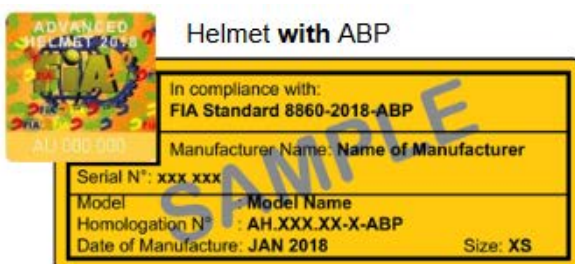 Helmet with ABP
ADVANCED
HELMET 2018
FIA
AU 000 000
In compliance with:
FIA Standard 8860-2018-ABP
Manufacturer Name: Name of Manufacturer
Serial N°: xxx xxx
Model : Model Name
Homologation N° : AH.XXX.XX-X-ABP
Date of Manufacture: JAN 2018 Size: XS
SAMPLE